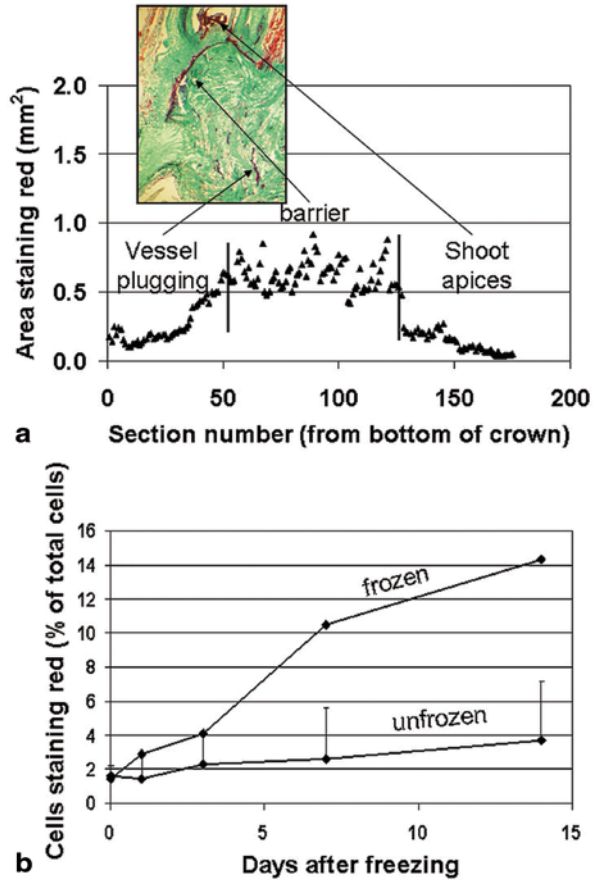 Area staining red (mm²)
2.0
1.5
1.0
0.5
0.0
barrier
Vessel
plugging
Shoot
apices
0 50 100 150 200
a Section number (from bottom of crown)
Cells staining red (% of total cells)
16
14
12
10
8
6
4
2
0
frozen
unfrozen
0 5 10 15
b Days after freezing